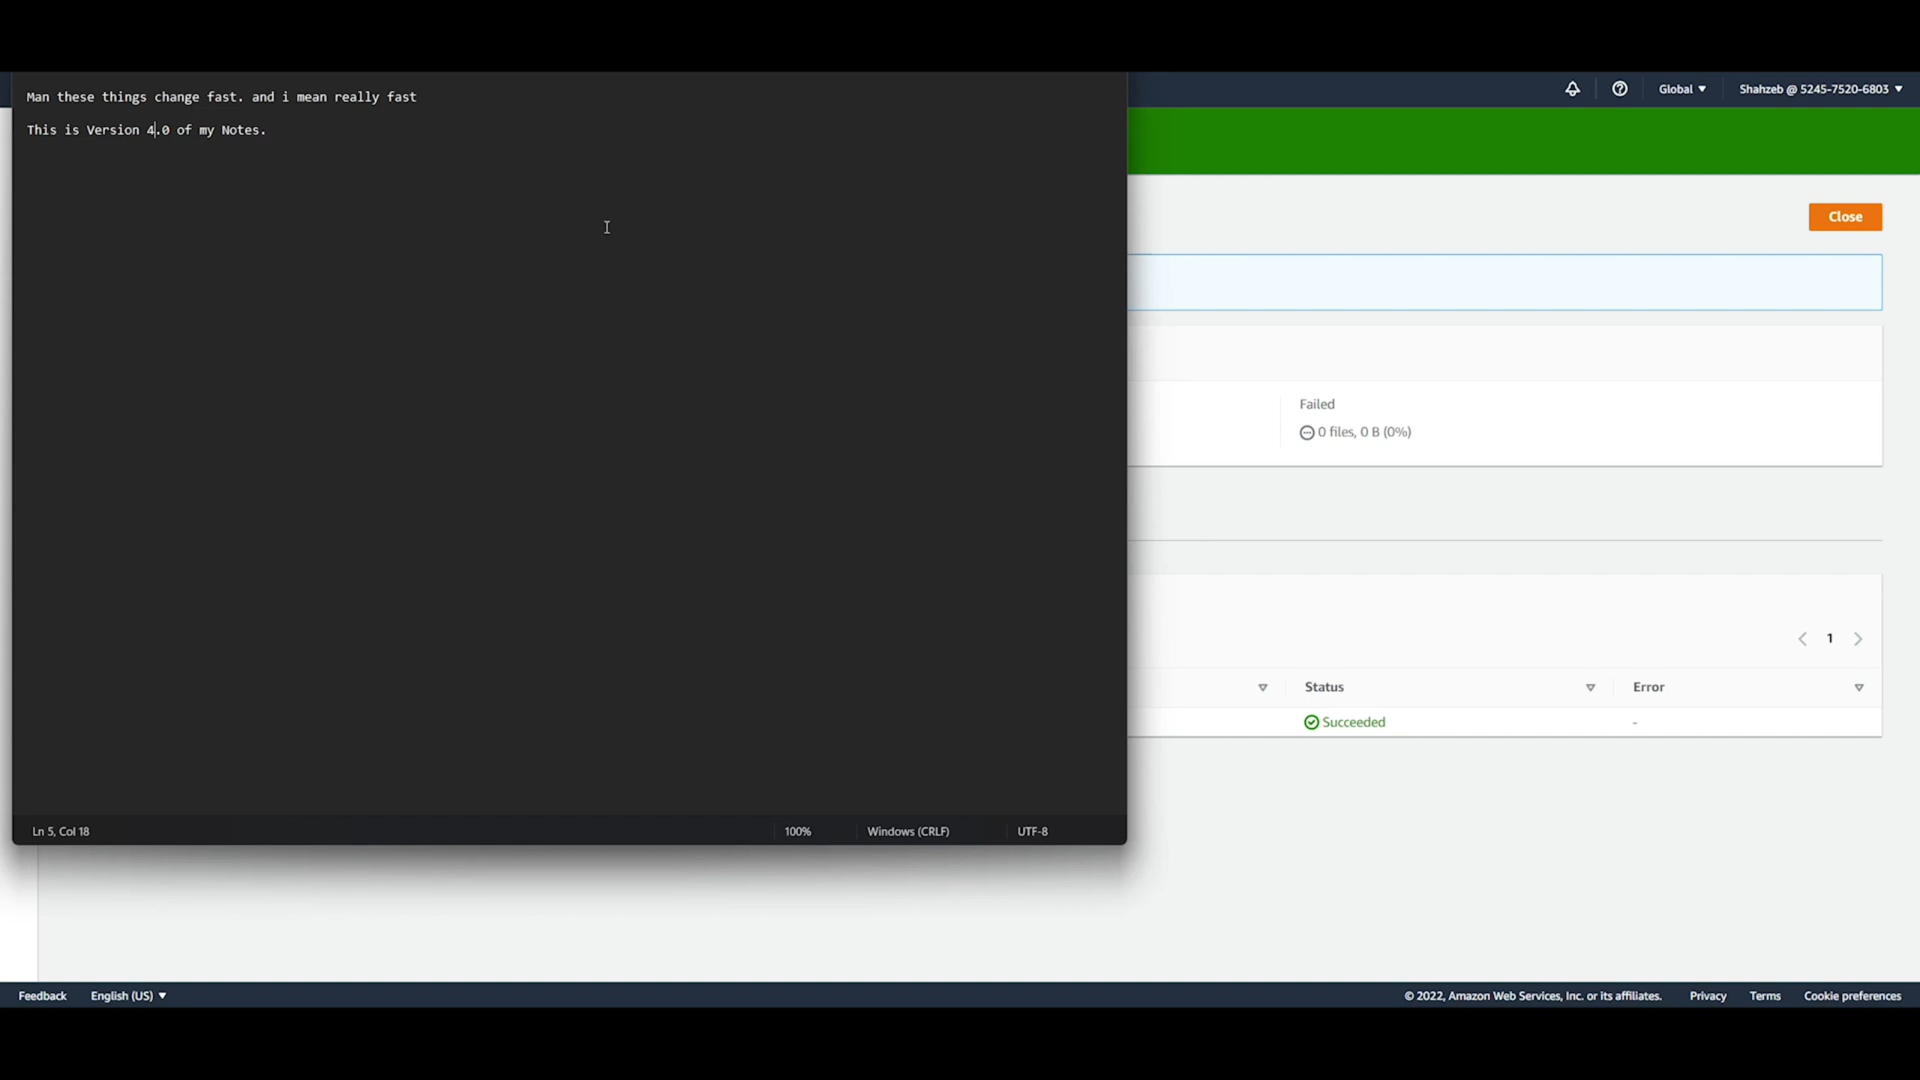 Man these things change fast. and i mean really fast
This is Version 4.0 of my Notes.
Ln 5, Col 18
100%
Windows (CRLF)
UTF-8
Global
Shahzeb @ 5245-7520-6803
Close
Failed
0 files, 0 B (0%)
1
Status
Error
Succeeded
-
Feedback
English (US)
© 2022, Amazon Web Services, Inc. or its affiliates.
Privacy
Terms
Cookie preferences